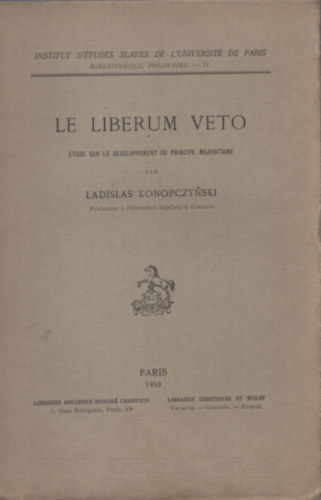 INSTITUT D'ÉTUDES SLAVES DE L'UNIVERSITÉ DE PARIS
BIBLIOTHÈQUE POLONAISE. — II.
LE LIBERUM VETO
ÉTUDE SUR LE DÉVELOPPEMENT DU PRINCIPE MAJORITAIRE
PAR
LADISLAS KONOPCZYŃSKI
Professeur à l'Université Jagellon, à Cracovie.
PARIS
1930
LIBRAIRIE ANCIENNE HONORÉ CHAMPION
5, Quai Malaquais, Paris, VIe
LIBRAIRIE GEBETHNER ET WOLFF
Varsovie. — Cracovie. — Poznań